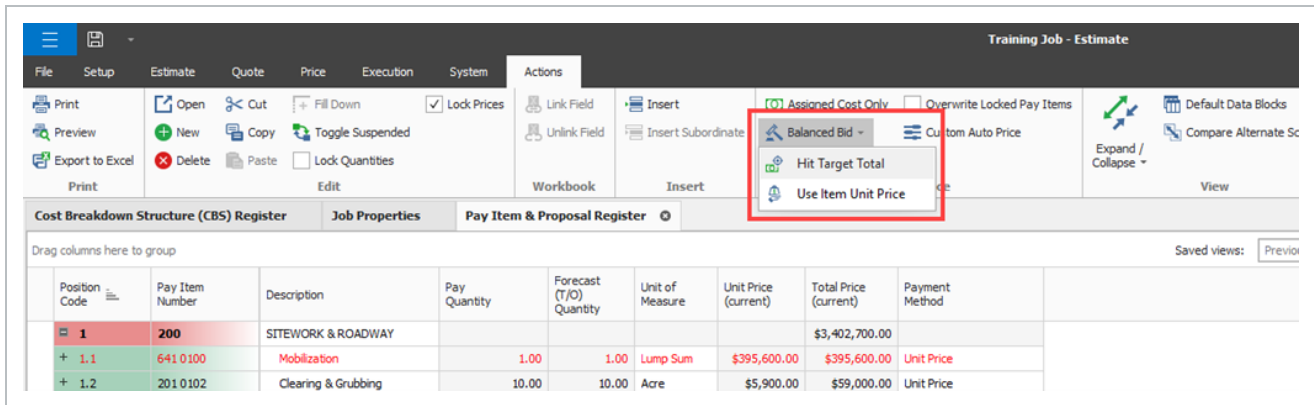 Training Job - Estimate
File Setup Estimate Quote Price Execution System Actions
Print Open Cut Fill Down Lock Prices Link Field Insert Assigned Cost Only Overwrite Locked Pay Items Default Data Blocks
Preview New Copy Toggle Suspended Unlink Field Insert Subordinate Balanced Bid Custom Auto Price Compare Alternate Sc
Export to Excel Delete Paste Lock Quantities Hit Target Total Expand / Collapse
Use Item Unit Price
Print Edit Workbook Insert View
Cost Breakdown Structure (CBS) Register Job Properties Pay Item & Proposal Register
Drag columns here to group Saved views: Previou
Position Code Pay Item Number Description Pay Quantity Forecast (T/O) Quantity Unit of Measure Unit Price (current) Total Price (current) Payment Method
1 200 SITEWORK & ROADWAY $3,402,700.00
+ 1.1 641 0100 Mobilization 1.00 1.00 Lump Sum $395,600.00 $395,600.00 Unit Price
+ 1.2 201 0102 Clearing & Grubbing 10.00 10.00 Acre $5,900.00 $59,000.00 Unit Price